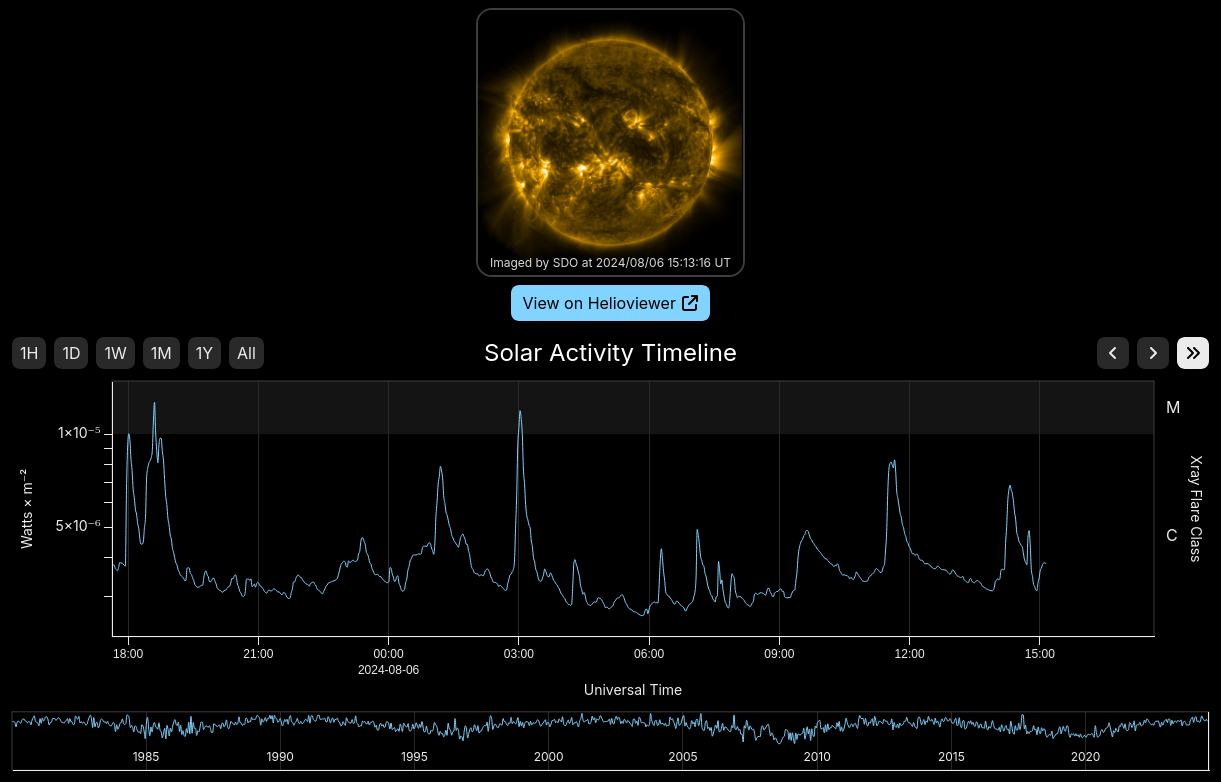 Imaged by SDO at 2024/08/06 15:13:16 UT
View on Helioviewer
1H 1D 1W 1M 1Y All
Solar Activity Timeline
M
1×10⁻⁵
Watts × m⁻²
Xray Flare Class
5×10⁻⁶
C
18:00 21:00 00:00 03:00 06:00 09:00 12:00 15:00
2024-08-06
Universal Time
1985 1990 1995 2000 2005 2010 2015 2020